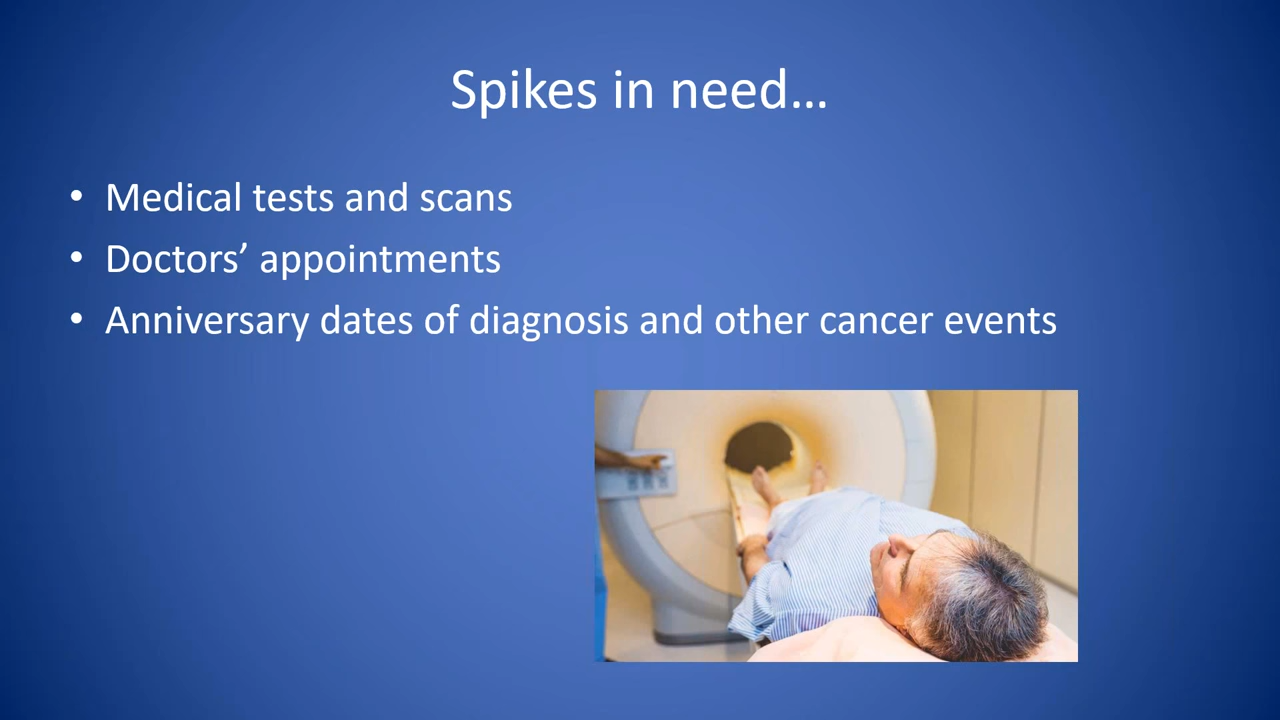 Spikes in need…
• Medical tests and scans
• Doctors’ appointments
• Anniversary dates of diagnosis and other cancer events